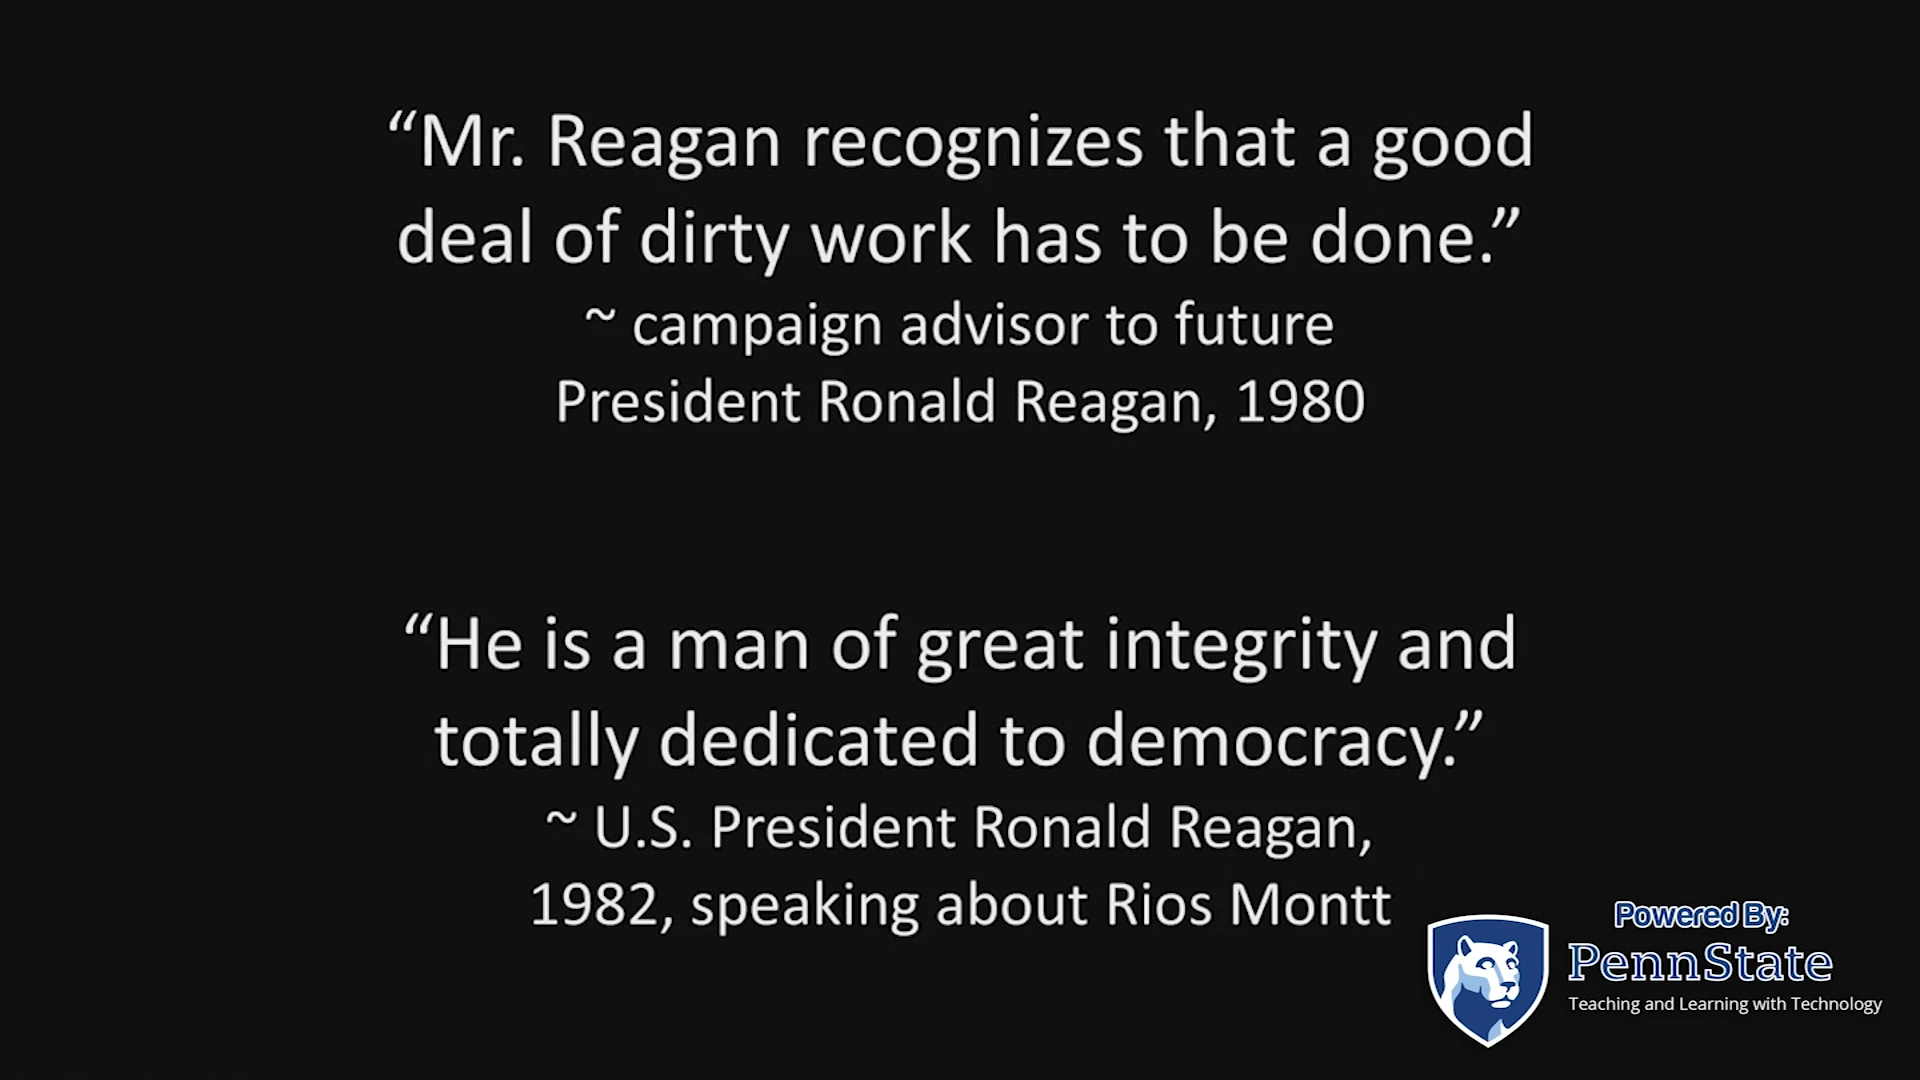 “Mr. Reagan recognizes that a good
deal of dirty work has to be done.”
~ campaign advisor to future
President Ronald Reagan, 1980
“He is a man of great integrity and
totally dedicated to democracy.”
~ U.S. President Ronald Reagan,
1982, speaking about Rios Montt
Powered By:
PennState
Teaching and Learning with Technology